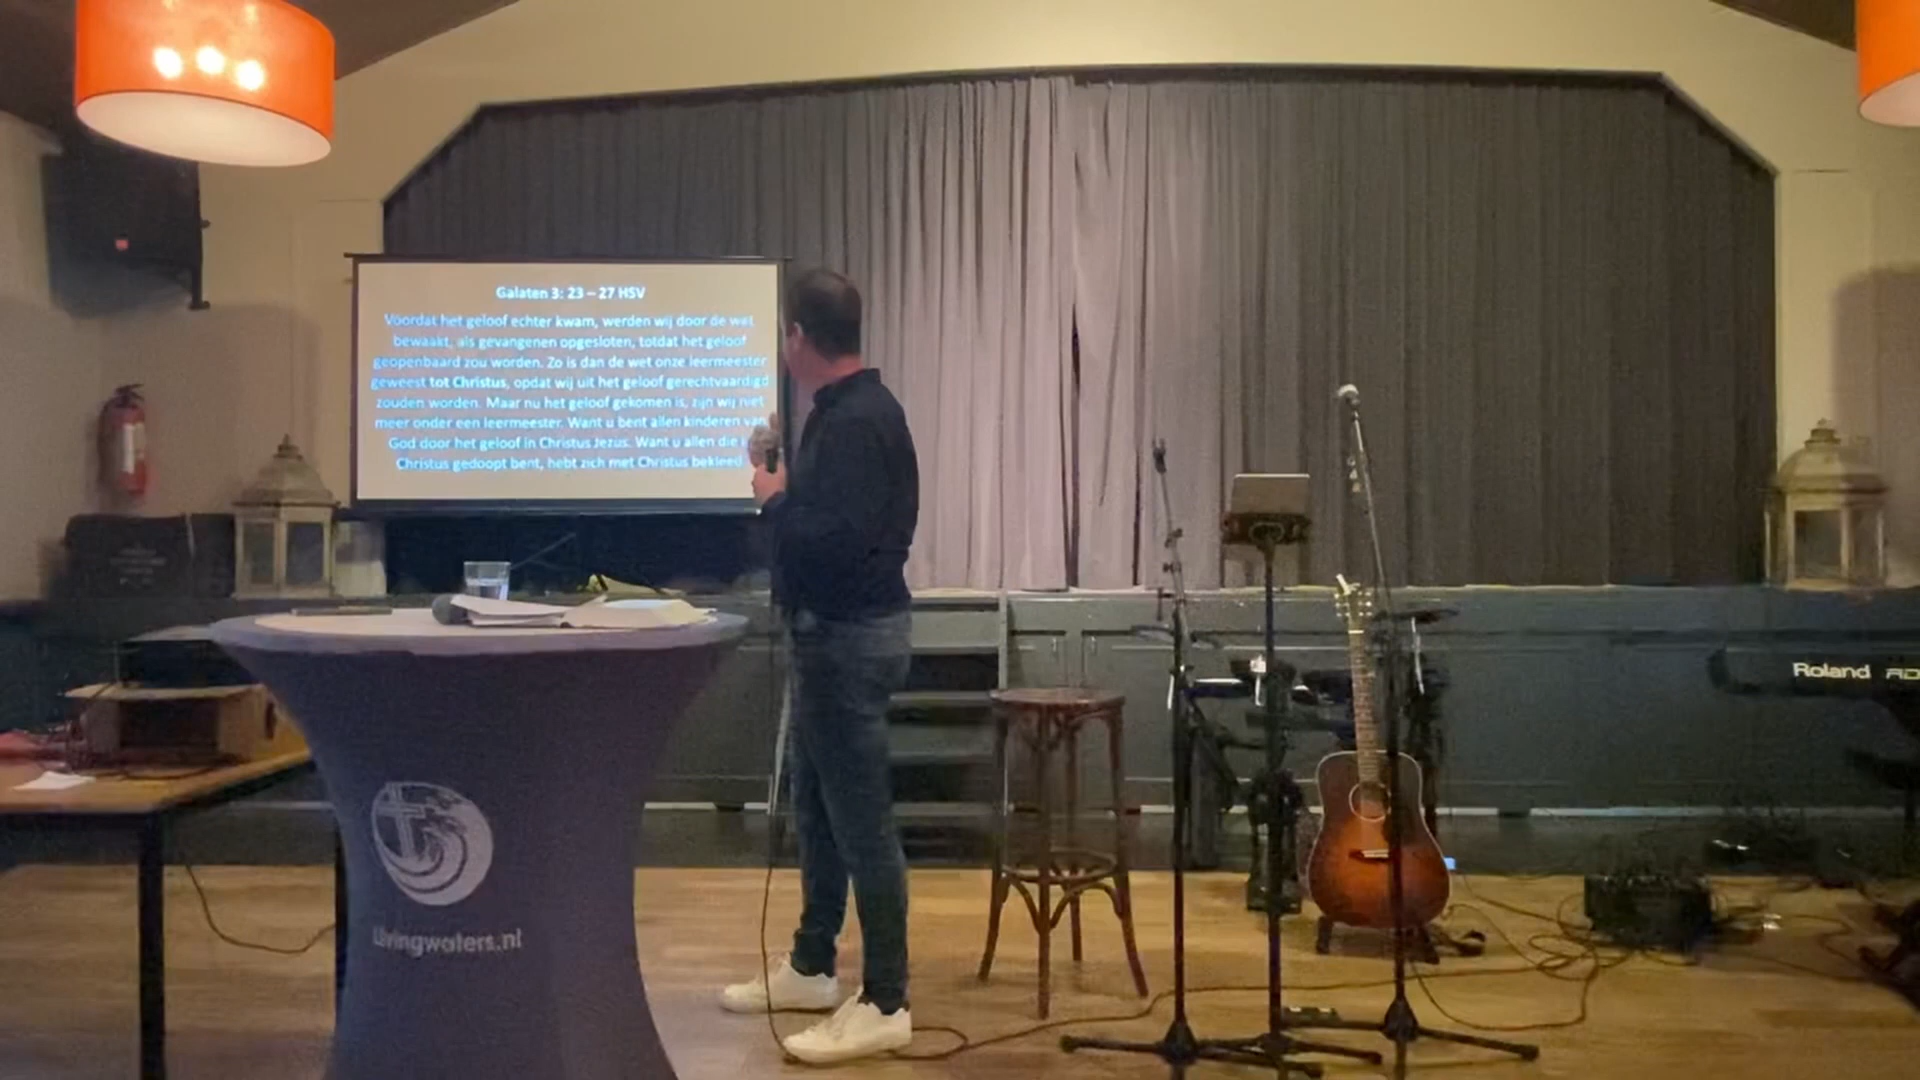 Galaten 3: 23 – 27 HSV
Voordat het geloof echter kwam, werden wij door de wet
bewaakt, als gevangenen opgesloten, totdat het geloof
geopenbaard zou worden. Zo is dan de wet onze leermeester
geweest tot Christus, opdat wij uit het geloof gerechtvaardigd
zouden worden. Maar nu het geloof gekomen is, zijn wij niet
meer onder een leermeester. Want u bent allen kinderen van
God door het geloof in Christus Jezus. Want u allen die
Christus gedoopt bent, hebt zich met Christus bekleed
Roland RD
Livingwaters.nl